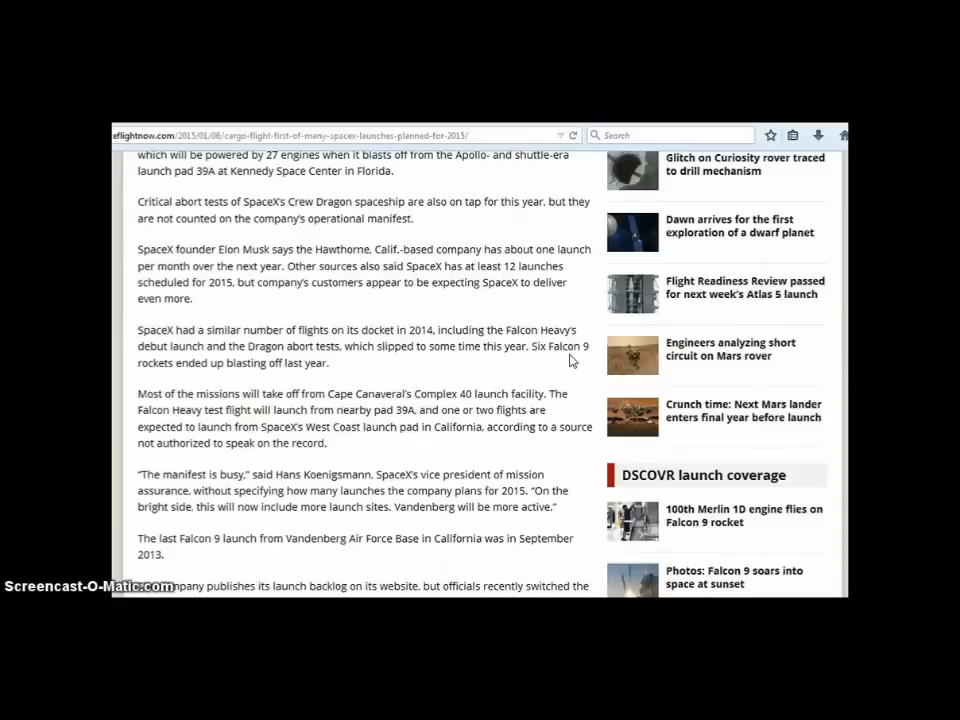 eflightnow.com/2015/01/06/cargo-flight-first-of-many-spacex-launches-planned-for-2015/
Search
which will be powered by 27 engines when it blasts off from the Apollo- and shuttle-era
launch pad 39A at Kennedy Space Center in Florida.
Critical abort tests of SpaceX's Crew Dragon spaceship are also on tap for this year, but they
are not counted on the company's operational manifest.
SpaceX founder Elon Musk says the Hawthorne, Calif.-based company has about one launch
per month over the next year. Other sources also said SpaceX has at least 12 launches
scheduled for 2015, but company's customers appear to be expecting SpaceX to deliver
even more.
SpaceX had a similar number of flights on its docket in 2014, including the Falcon Heavy's
debut launch and the Dragon abort tests, which slipped to some time this year. Six Falcon 9
rockets ended up blasting off last year.
Most of the missions will take off from Cape Canaveral's Complex 40 launch facility. The
Falcon Heavy test flight will launch from nearby pad 39A, and one or two flights are
expected to launch from SpaceX's West Coast launch pad in California, according to a source
not authorized to speak on the record.
“The manifest is busy,” said Hans Koenigsmann, SpaceX's vice president of mission
assurance, without specifying how many launches the company plans for 2015. “On the
bright side, this will now include more launch sites. Vandenberg will be more active.”
The last Falcon 9 launch from Vandenberg Air Force Base in California was in September
2013.
mpany publishes its launch backlog on its website, but officials recently switched the
Glitch on Curiosity rover traced
to drill mechanism
Dawn arrives for the first
exploration of a dwarf planet
Flight Readiness Review passed
for next week's Atlas 5 launch
Engineers analyzing short
circuit on Mars rover
Crunch time: Next Mars lander
enters final year before launch
DSCOVR launch coverage
100th Merlin 1D engine flies on
Falcon 9 rocket
Photos: Falcon 9 soars into
space at sunset
Screencast-O-Matic.com